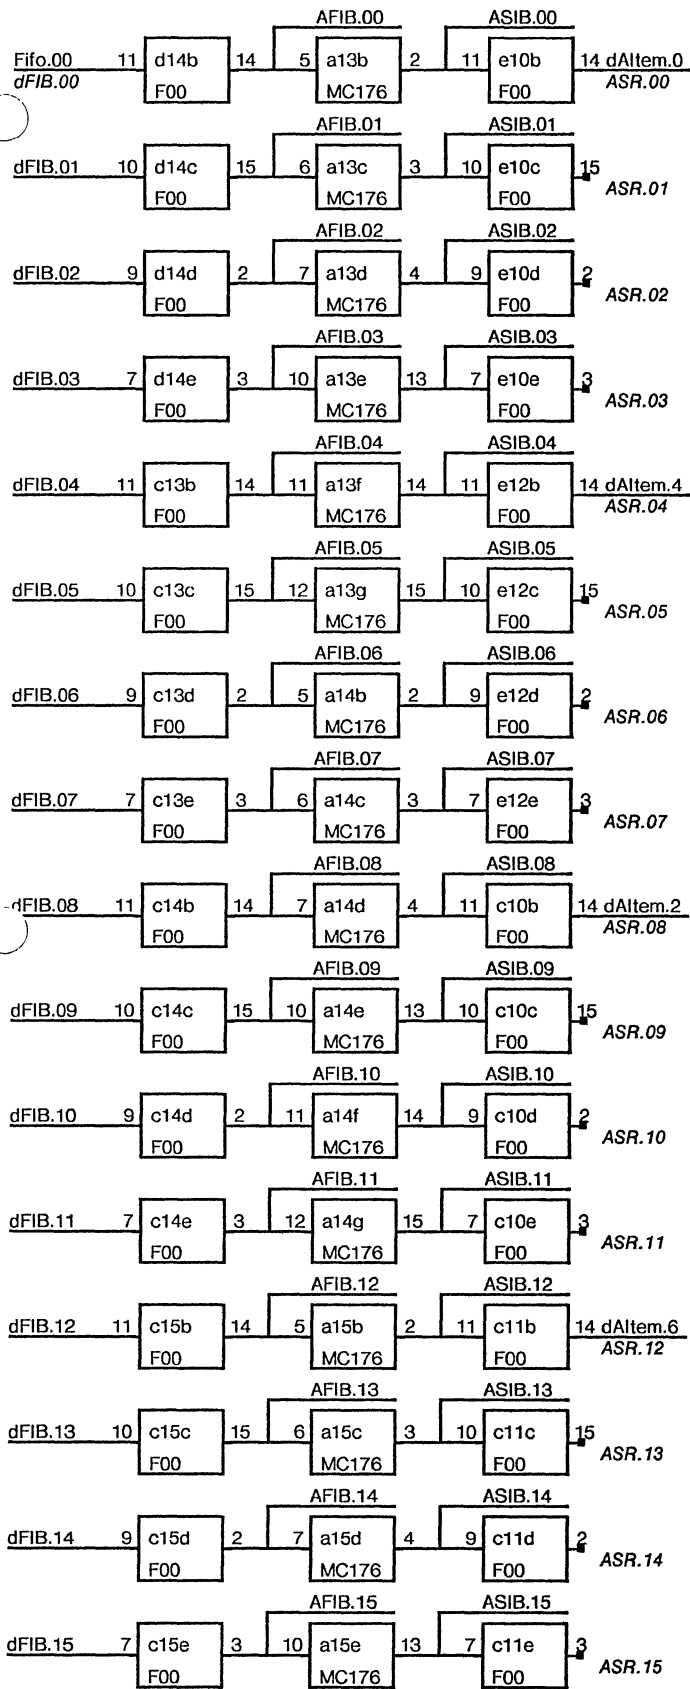 AFIB.00 ASIB.00
Fifo.00 11 d14b 14 5 a13b 2 11 e10b 14 dAItem.0
dFIB.00 F00 MC176 F00 ASR.00
AFIB.01 ASIB.01
dFIB.01 10 d14c 15 6 a13c 3 10 e10c 15
F00 MC176 F00 ASR.01
AFIB.02 ASIB.02
dFIB.02 9 d14d 2 7 a13d 4 9 e10d 2
F00 MC176 F00 ASR.02
AFIB.03 ASIB.03
dFIB.03 7 d14e 3 10 a13e 13 7 e10e 3
F00 MC176 F00 ASR.03
AFIB.04 ASIB.04
dFIB.04 11 c13b 14 11 a13f 14 11 e12b 14 dAItem.4
F00 MC176 F00 ASR.04
AFIB.05 ASIB.05
dFIB.05 10 c13c 15 12 a13g 15 10 e12c 15
F00 MC176 F00 ASR.05
AFIB.06 ASIB.06
dFIB.06 9 c13d 2 5 a14b 2 9 e12d 2
F00 MC176 F00 ASR.06
AFIB.07 ASIB.07
dFIB.07 7 c13e 3 6 a14c 3 7 e12e 3
F00 MC176 F00 ASR.07
AFIB.08 ASIB.08
dFIB.08 11 c14b 14 7 a14d 4 11 c10b 14 dAItem.2
F00 MC176 F00 ASR.08
AFIB.09 ASIB.09
dFIB.09 10 c14c 15 10 a14e 13 10 c10c 15
F00 MC176 F00 ASR.09
AFIB.10 ASIB.10
dFIB.10 9 c14d 2 11 a14f 14 9 c10d 2
F00 MC176 F00 ASR.10
AFIB.11 ASIB.11
dFIB.11 7 c14e 3 12 a14g 15 7 c10e 3
F00 MC176 F00 ASR.11
AFIB.12 ASIB.12
dFIB.12 11 c15b 14 5 a15b 2 11 c11b 14 dAItem.6
F00 MC176 F00 ASR.12
AFIB.13 ASIB.13
dFIB.13 10 c15c 15 6 a15c 3 10 c11c 15
F00 MC176 F00 ASR.13
AFIB.14 ASIB.14
dFIB.14 9 c15d 2 7 a15d 4 9 c11d 2
F00 MC176 F00 ASR.14
AFIB.15 ASIB.15
dFIB.15 7 c15e 3 10 a15e 13 7 c11e 3
F00 MC176 F00 ASR.15